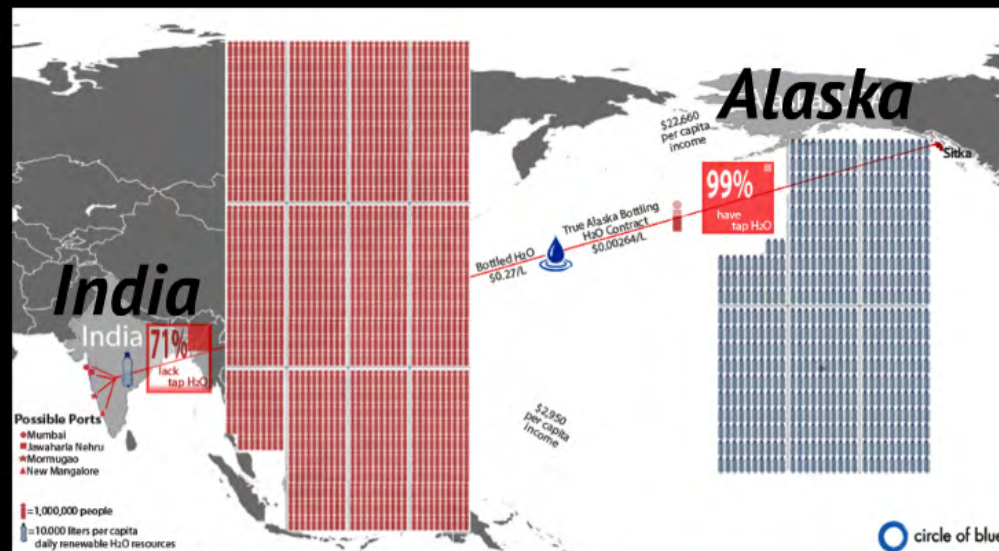 Alaska
$22,660
per capita
income
Sitka
99%
have
tap H2O
True Alaska Bottling
H2O Contract
$0.00264/L
Bottled H2O
$0.27/L
India
India
71%
lack
tap H2O
$2,950
per capita
income
Possible Ports
Mumbai
Jawaharla Nehru
Mormugao
New Mangalore
=1,000,000 people
=10.000 liters per capita
daily renewable H2O resources
circle of blue